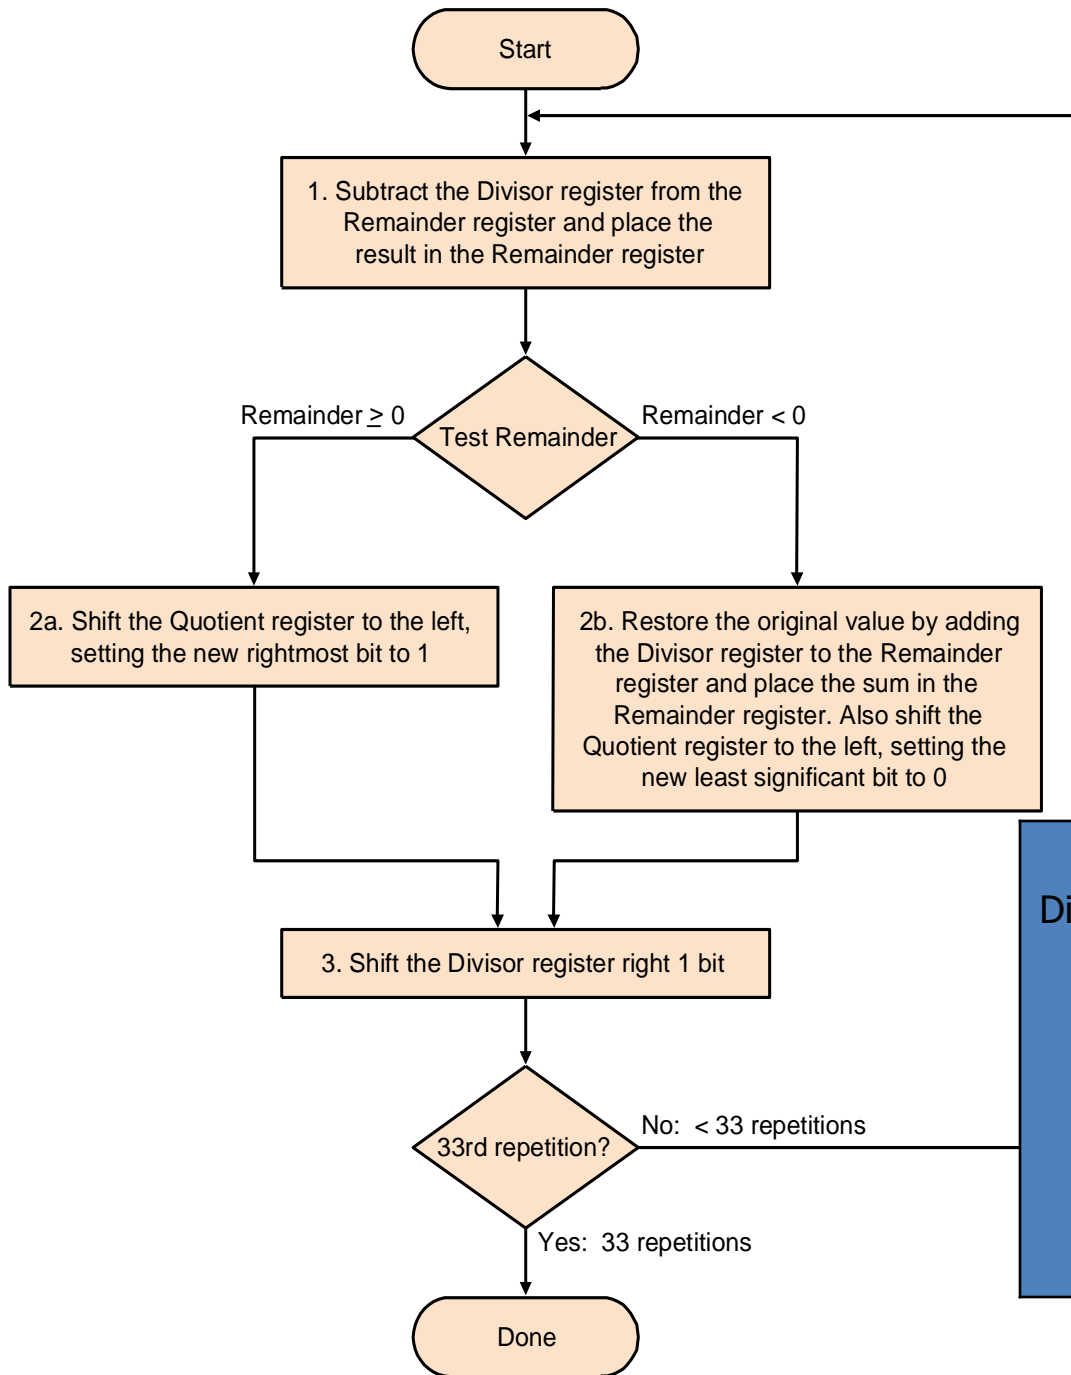 Start
1. Subtract the Divisor register from the
Remainder register and place the
result in the Remainder register
Remainder ≥ 0
Remainder < 0
Test Remainder
2a. Shift the Quotient register to the left,
setting the new rightmost bit to 1
2b. Restore the original value by adding
the Divisor register to the Remainder
register and place the sum in the
Remainder register. Also shift the
Quotient register to the left, setting the
new least significant bit to 0
Di
3. Shift the Divisor register right 1 bit
No: < 33 repetitions
33rd repetition?
Yes: 33 repetitions
Done